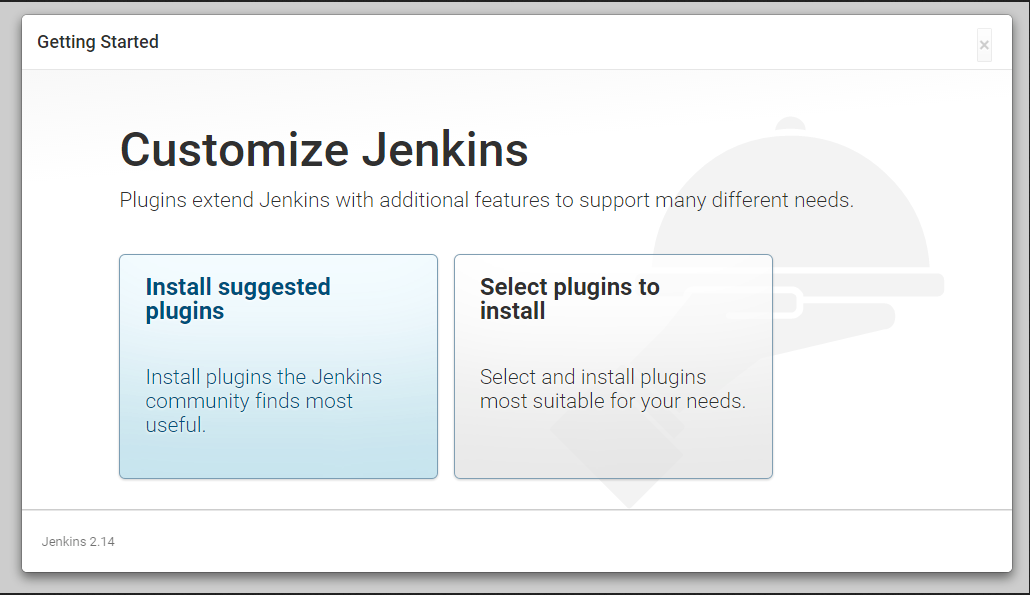 Getting Started
×
Customize Jenkins
Plugins extend Jenkins with additional features to support many different needs.
Install suggested
plugins
Install plugins the Jenkins
community finds most
useful.
Select plugins to
install
Select and install plugins
most suitable for your needs.
Jenkins 2.14